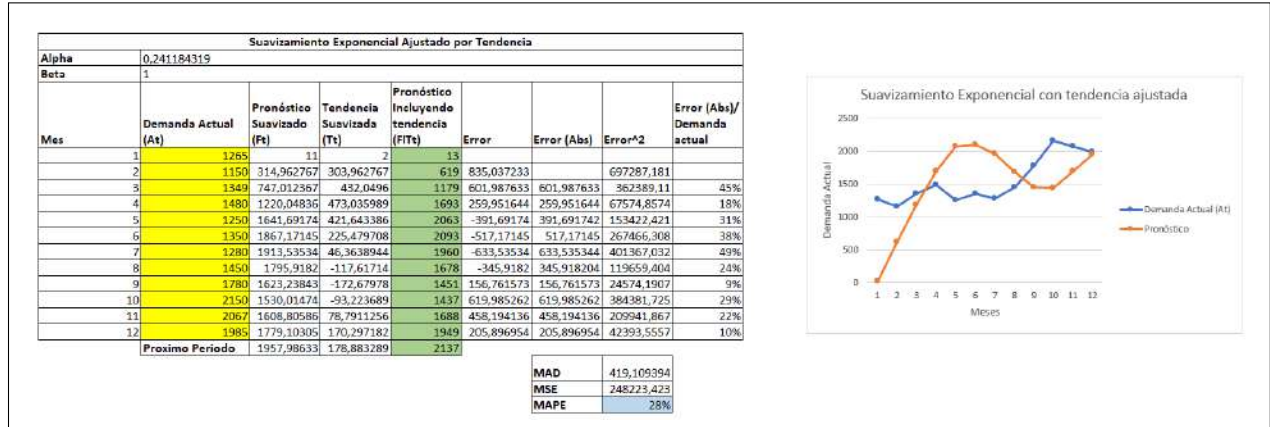 Suavizamiento Exponencial Ajustado por Tendencia
Alpha 0,241184319
Beta 1
Mes Demanda Actual (At) Pronóstico Suavizado (Ft) Tendencia Suavizada (Tt) Pronóstico Incluyendo tendencia (FITt) Error Error (Abs) Error^2 Error (Abs)/ Demanda actual
1 1265 11 2 13
2 1150 314,962767 303,962767 619 835,037233 697287,181
3 1349 747,012367 432,0496 1179 601,987633 601,987633 362389,11 45%
4 1480 1220,04836 473,035989 1693 259,951644 259,951644 67574,8574 18%
5 1250 1641,69174 421,643386 2063 -391,69174 391,691742 153422,421 31%
6 1350 1867,17145 225,479708 2093 -517,17145 517,17145 267466,308 38%
7 1280 1913,53534 46,3638944 1960 -633,53534 633,535344 401367,032 49%
8 1450 1795,9182 -117,61714 1678 -345,9182 345,918204 119659,404 24%
9 1780 1623,23843 -172,67978 1451 156,761573 156,761573 24574,1907 9%
10 2150 1530,01474 -93,223689 1437 619,985262 619,985262 384381,725 29%
11 2067 1608,80586 78,7911256 1688 458,194136 458,194136 209941,867 22%
12 1985 1779,10305 170,297182 1949 205,896954 205,896954 42393,5557 10%
Proximo Periodo 1957,98633 178,883289 2137
MAD 419,109394
MSE 248223,423
MAPE 28%
Suavizamiento Exponencial con tendencia ajustada
2500
2000
1500
1000
500
0
Demanda Actual
1 2 3 4 5 6 7 8 9 10 11 12
Meses
Demanda Actual (At)
Pronóstico